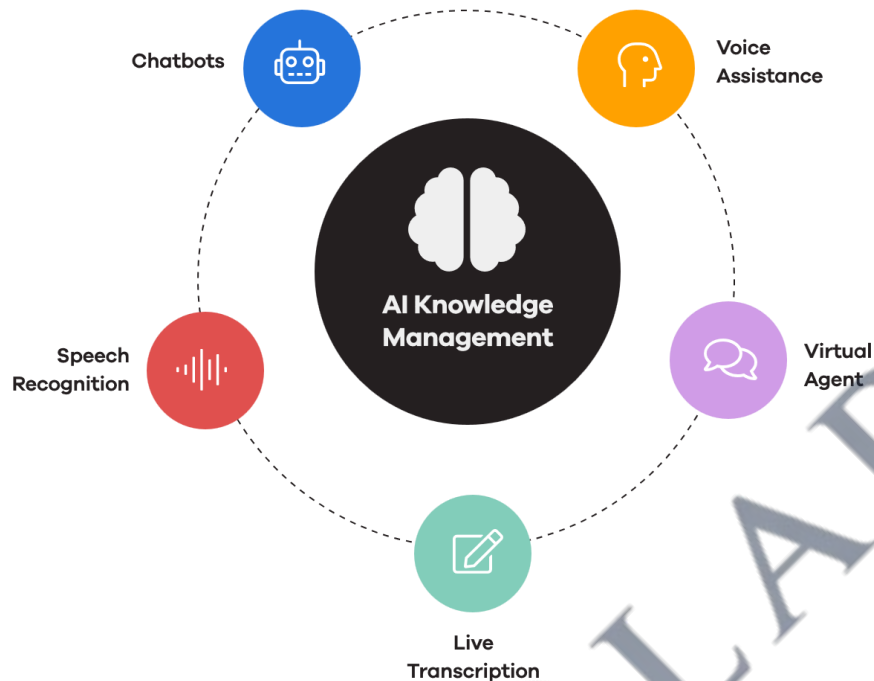 Chatbots
Voice
Assistance
AI Knowledge
Management
Speech
Recognition
Virtual
Agent
Live
Transcription